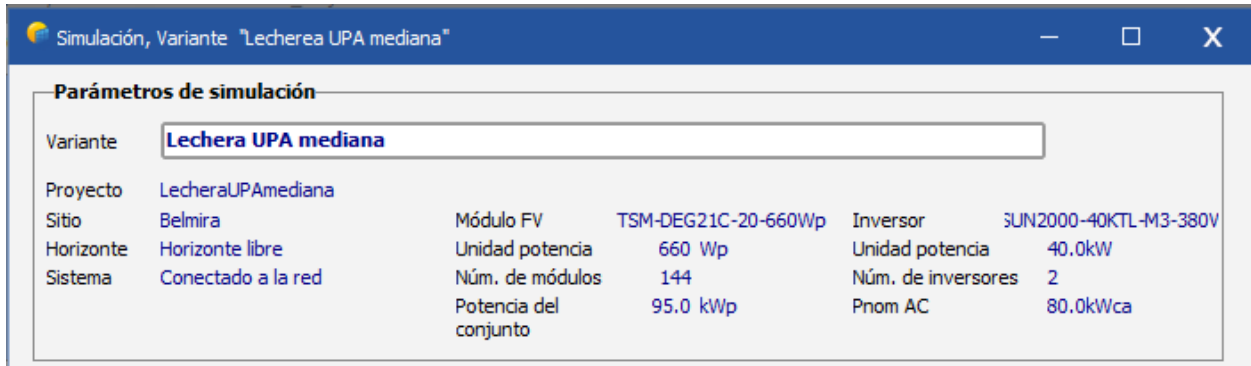 Simulación, Variante "Lecherea UPA mediana"
Parámetros de simulación
Variante Lechera UPA mediana
Proyecto LecheraUPAmediana
Sitio Belmira Módulo FV TSM-DEG21C-20-660Wp Inversor SUN2000-40KTL-M3-380V
Horizonte Horizonte libre Unidad potencia 660 Wp Unidad potencia 40.0kW
Sistema Conectado a la red Núm. de módulos 144 Núm. de inversores 2
Potencia del conjunto 95.0 kWp Pnom AC 80.0kWca